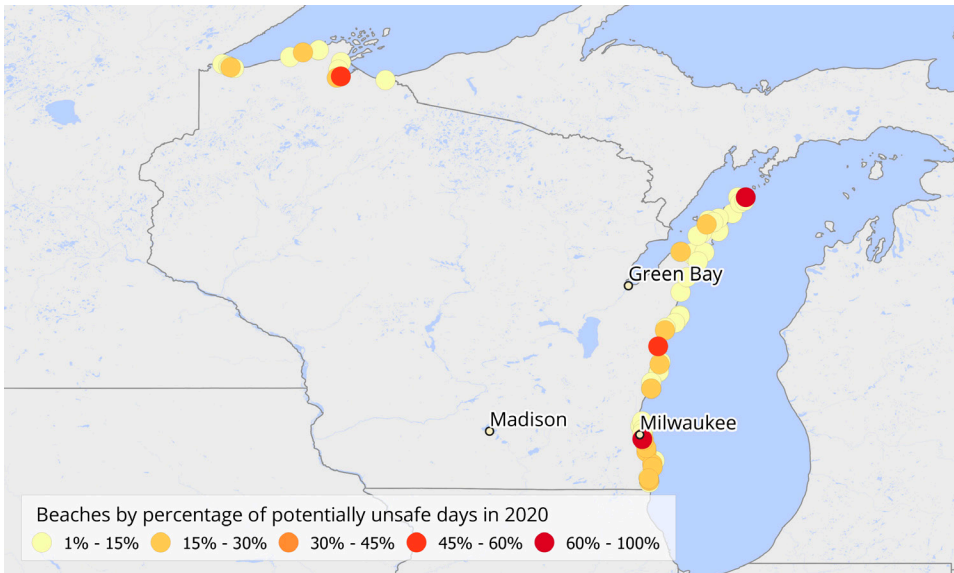 Green Bay
Madison
Milwaukee
Beaches by percentage of potentially unsafe days in 2020
1% - 15% 15% - 30% 30% - 45% 45% - 60% 60% - 100%